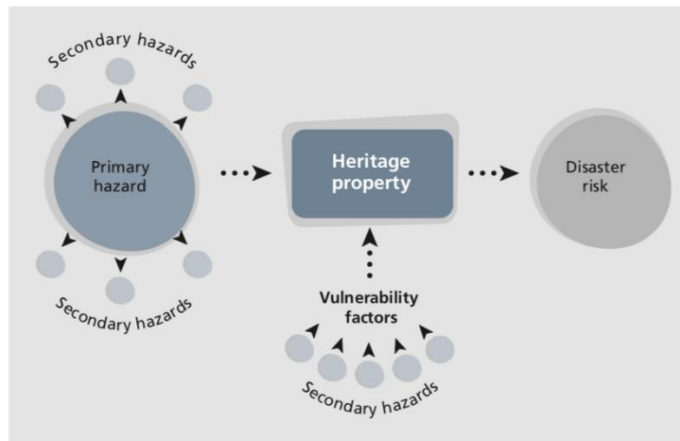 Secondary hazards
Primary
hazard
Heritage
property
Disaster
risk
Secondary hazards
Vulnerability
factors
Secondary hazards